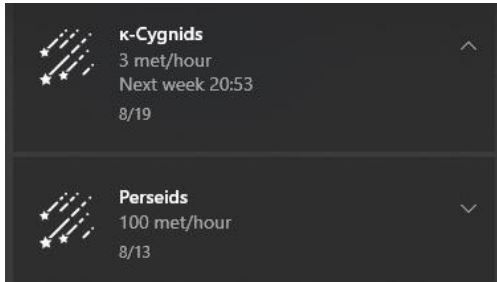 κ-Cygnids
3 met/hour
Next week 20:53
8/19
Perseids
100 met/hour
8/13